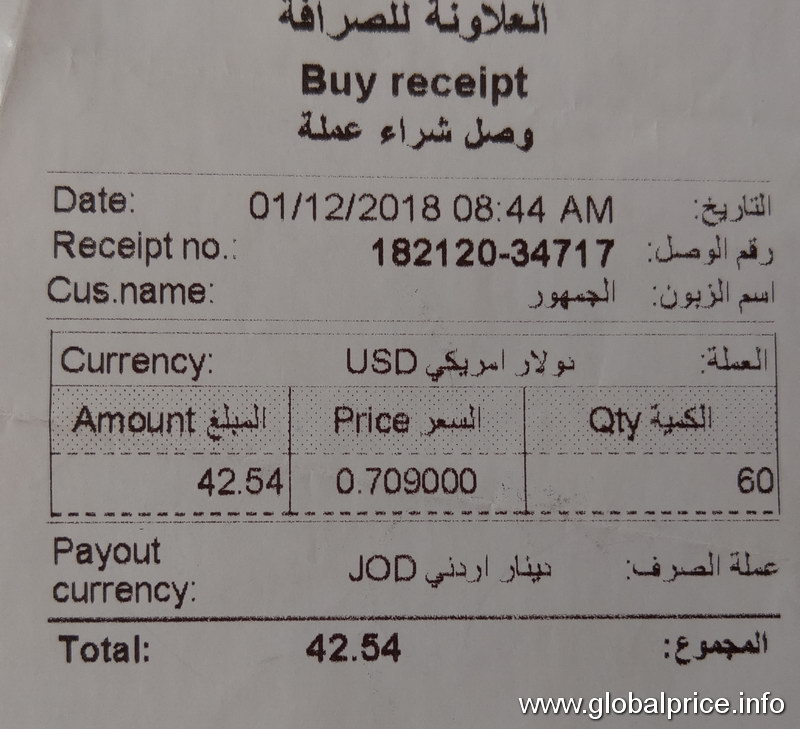 العلاونة للصرافة
Buy receipt
وصل شراء عملة
Date: 01/12/2018 08:44 AM التاريخ:
Receipt no.: 182120-34717 رقم الوصل:
Cus.name: الجمهور اسم الزبون:
Currency: USD دولار امريكي العملة:
Amount المبلغ Price السعر Qty الكمية
42.54 0.709000 60
Payout currency: JOD دينار اردني عملة الصرف:
Total: 42.54 المجموع:
www.globalprice.info